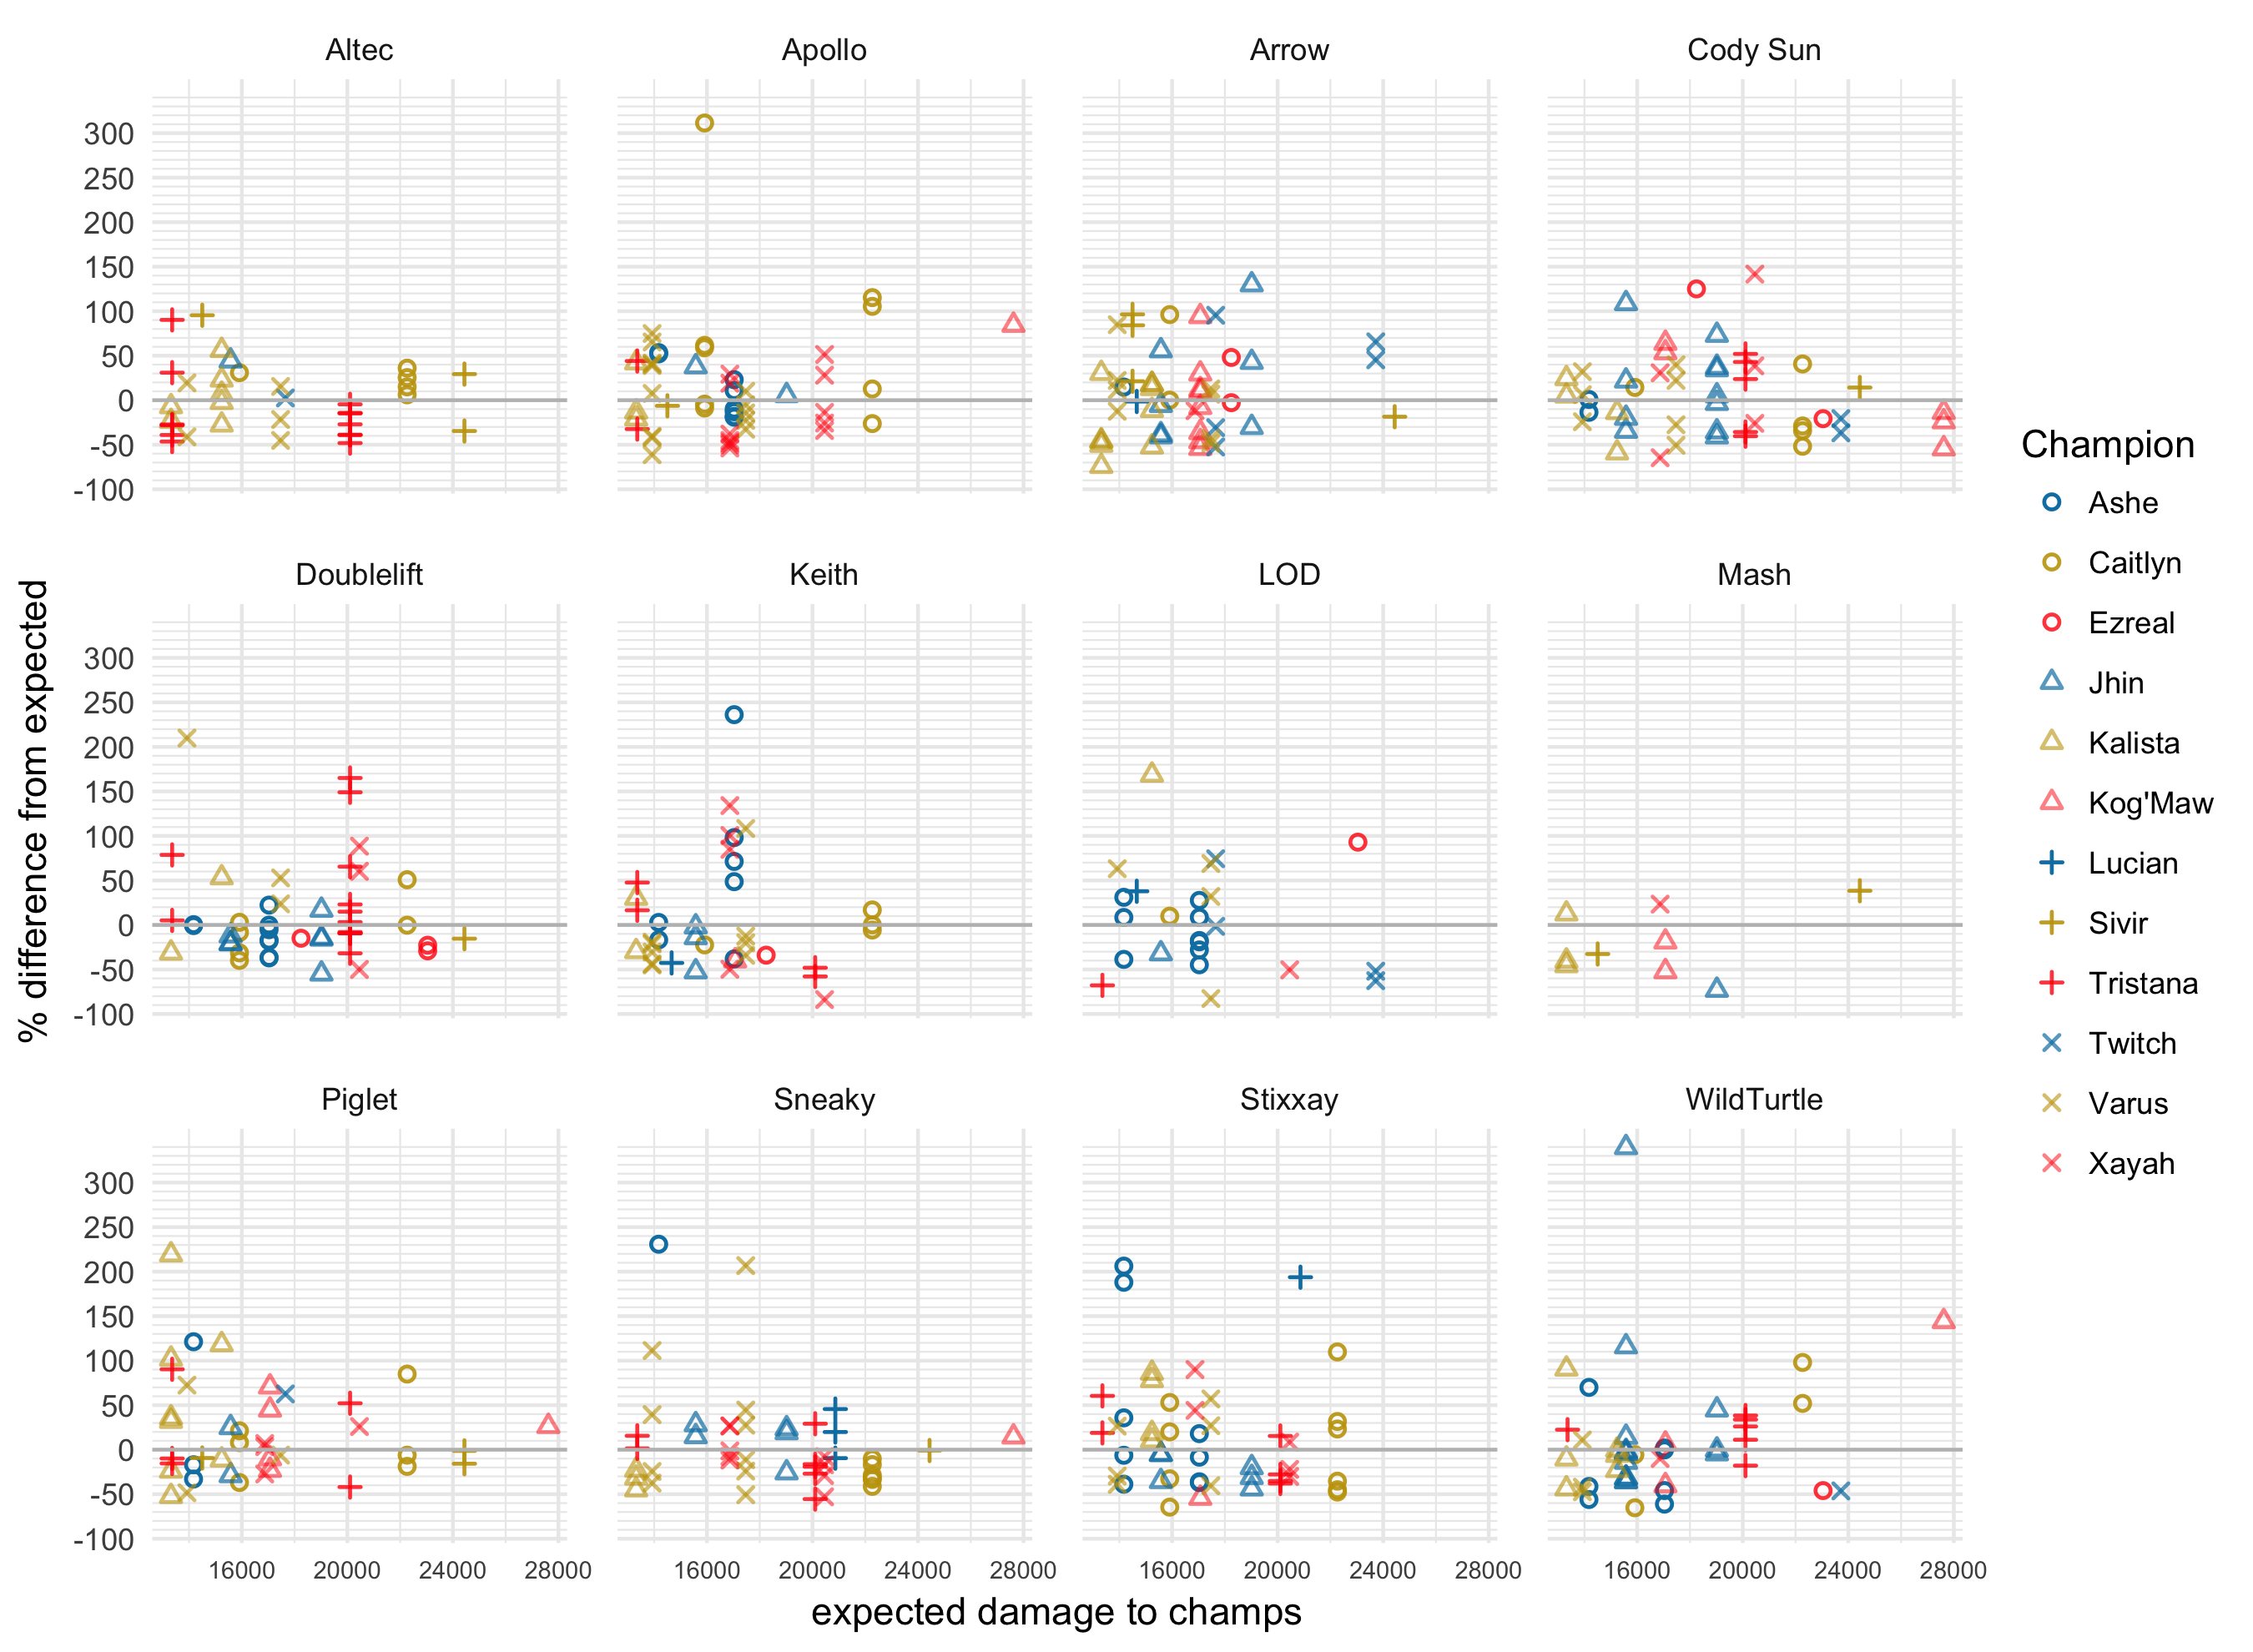 Altec Apollo Arrow Cody Sun
300
250
200
150
100
50
0
-50
-100
Doublelift Keith LOD Mash
300
250
200
150
100
50
0
-50
-100
Piglet Sneaky Stixxay WildTurtle
300
250
200
150
100
50
0
-50
-100
16000 20000 24000 28000 16000 20000 24000 28000 16000 20000 24000 28000 16000 20000 24000 28000
expected damage to champs
% difference from expected
Champion
Ashe
Caitlyn
Ezreal
Jhin
Kalista
Kog'Maw
Lucian
Sivir
Tristana
Twitch
Varus
Xayah